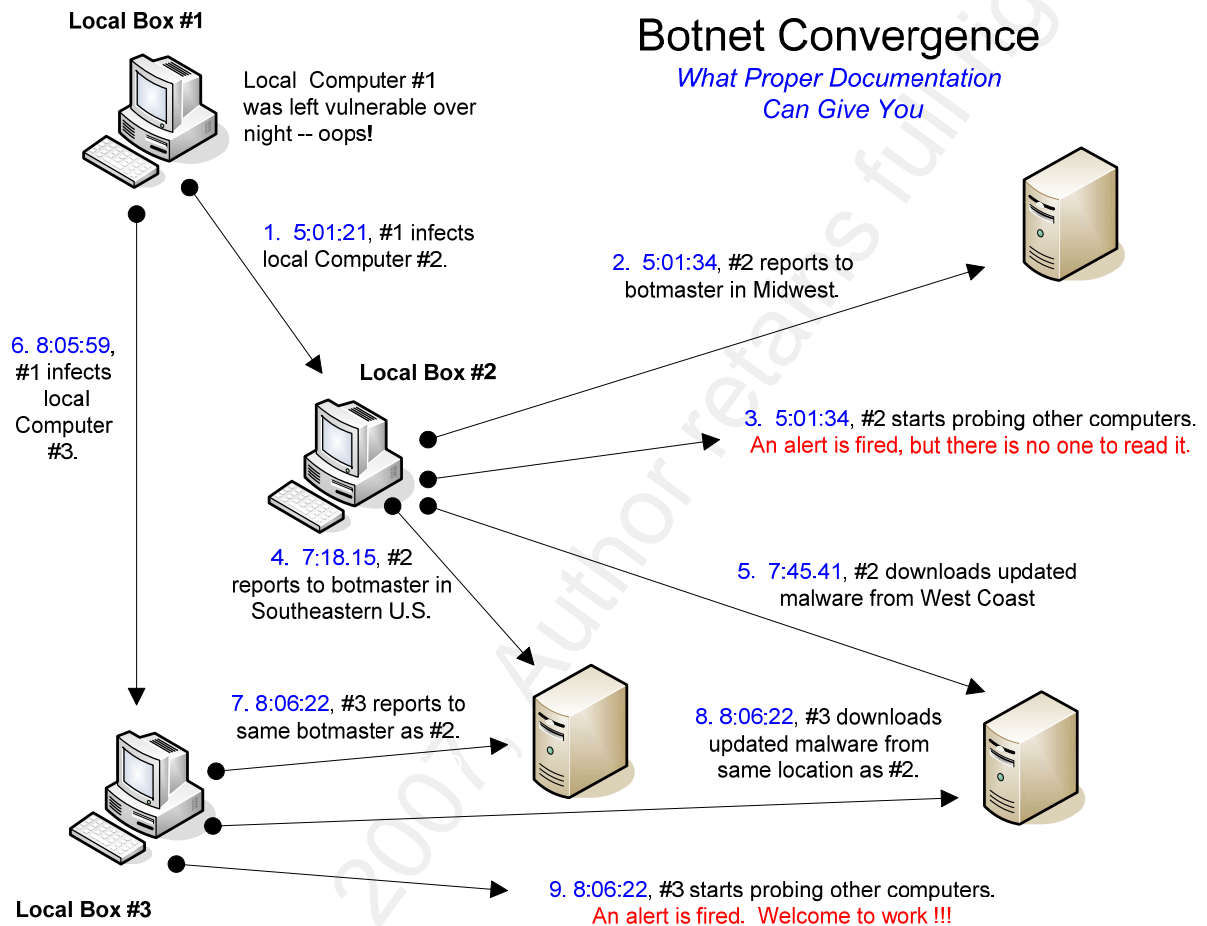 Local Box #1
Botnet Convergence
What Proper Documentation
Can Give You
Local Computer #1
was left vulnerable over
night -- oops!
1. 5:01:21, #1 infects
local Computer #2.
2. 5:01:34, #2 reports to
botmaster in Midwest.
6. 8:05:59,
#1 infects
local
Computer
#3.
Local Box #2
3. 5:01:34, #2 starts probing other computers.
An alert is fired, but there is no one to read it.
4. 7:18.15, #2
reports to botmaster in
Southeastern U.S.
5. 7:45.41, #2 downloads updated
malware from West Coast
7. 8:06:22, #3 reports to
same botmaster as #2.
8. 8:06:22, #3 downloads
updated malware from
same location as #2.
9. 8:06:22, #3 starts probing other computers.
An alert is fired. Welcome to work !!!
Local Box #3
2007, Author retains full rig